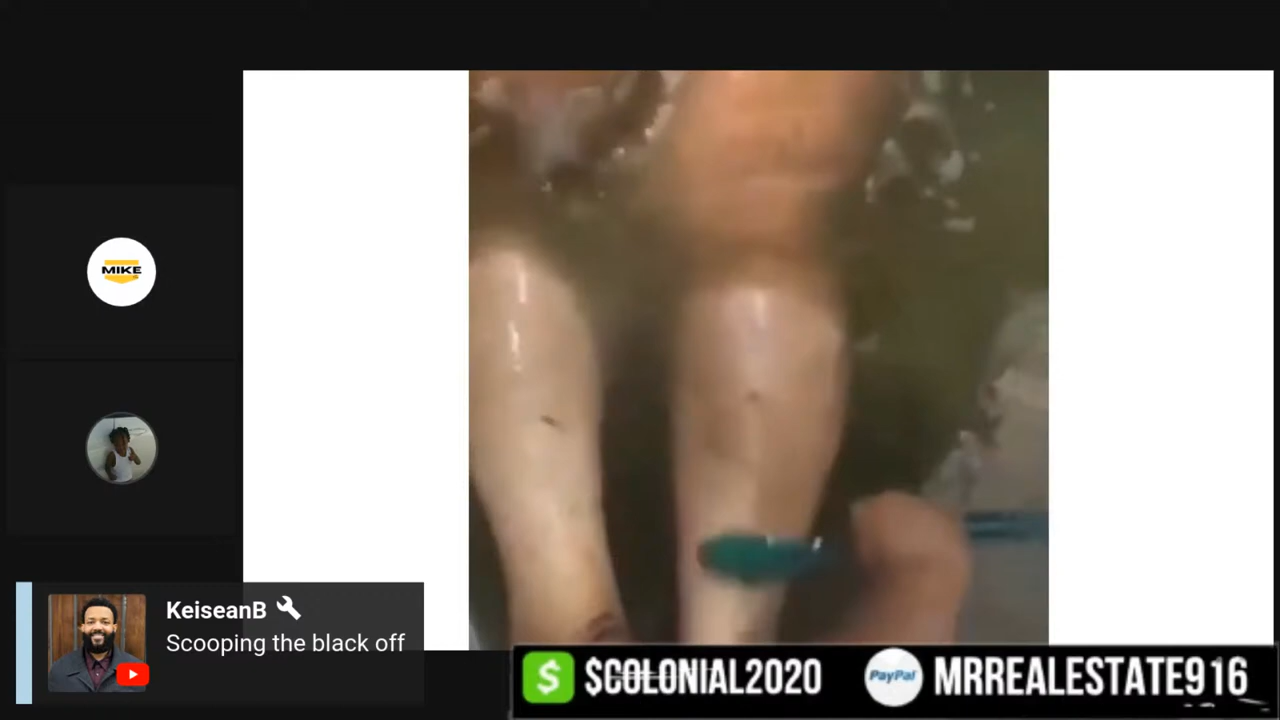 MIKE
KeiseanB
Scooping the black off
$ $COLONIAL2020 PayPal MRREALESTATE916